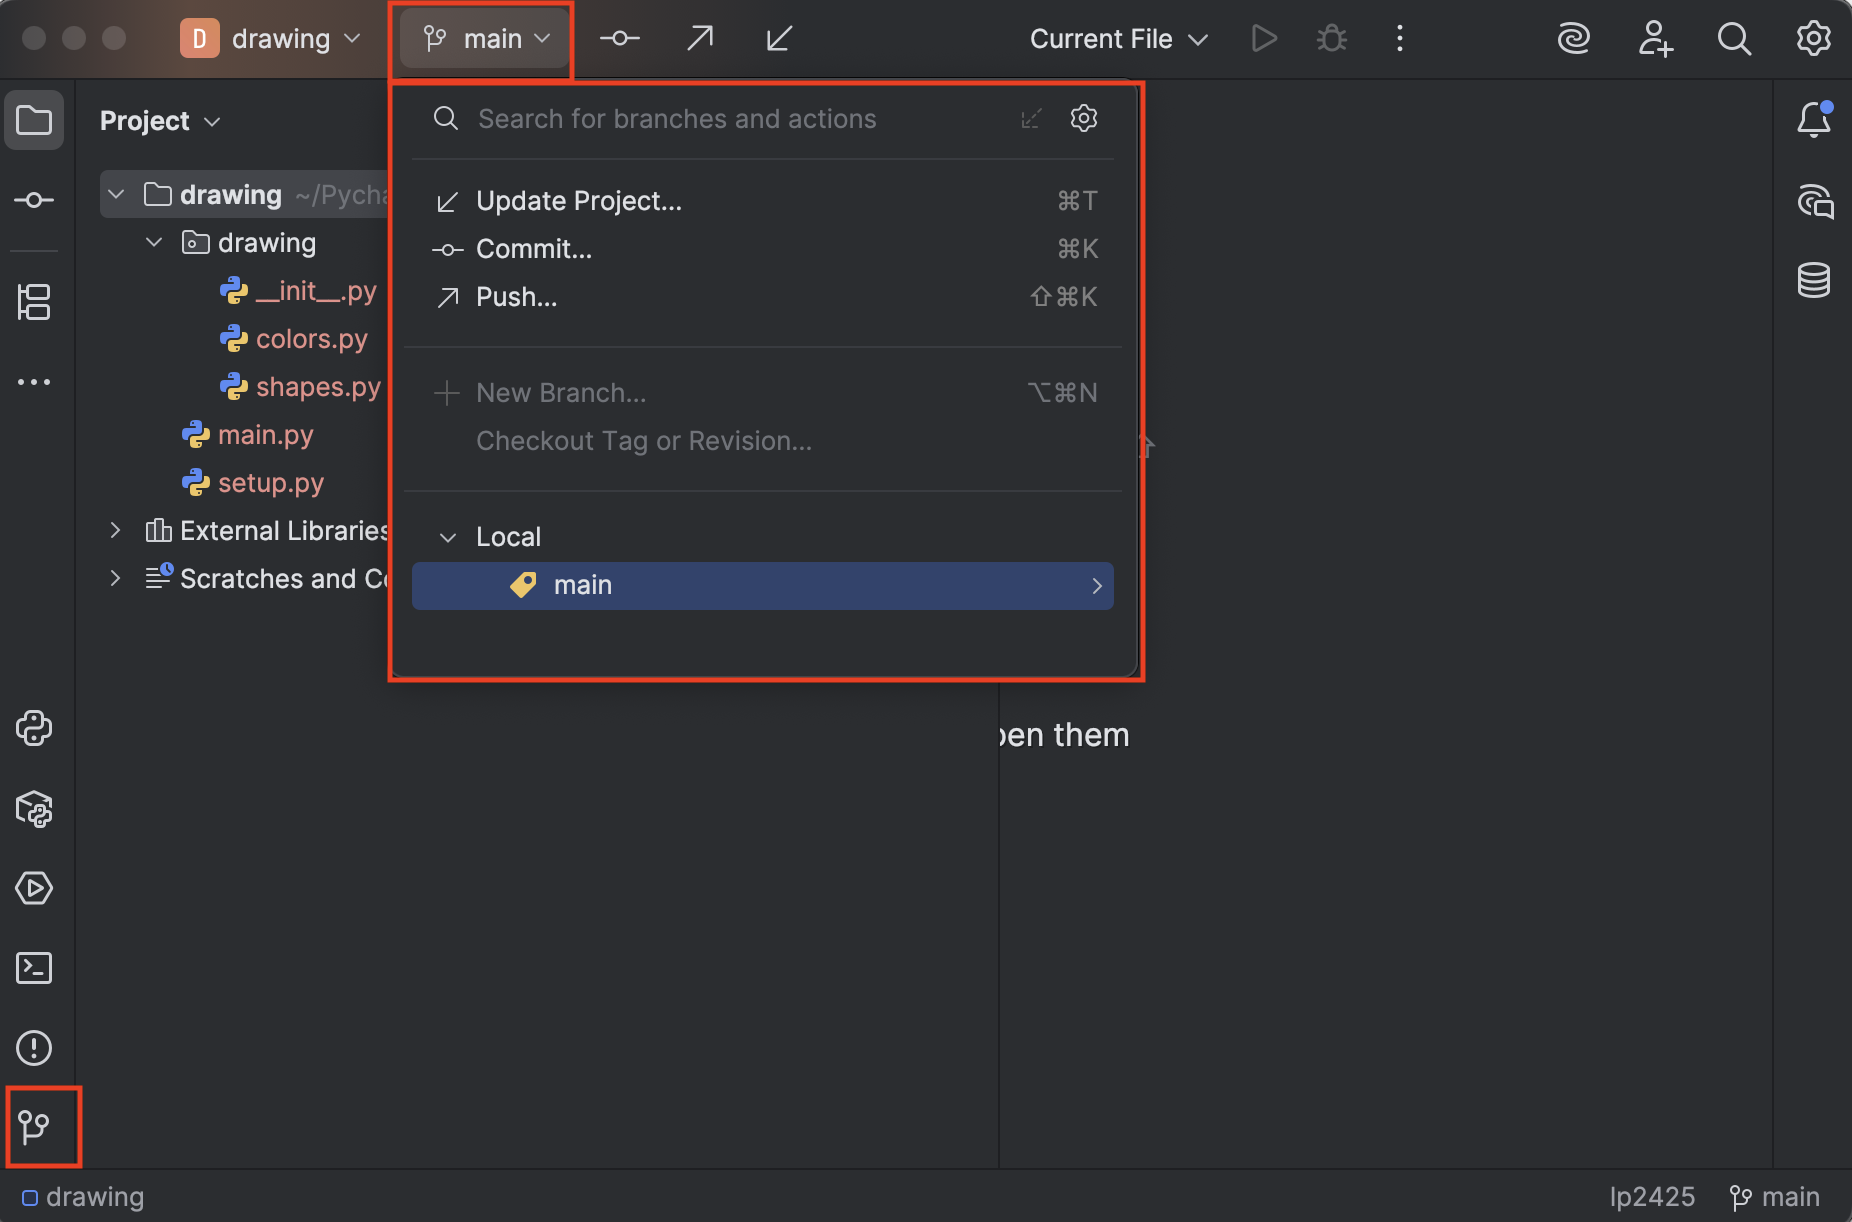 D drawing
main
Current File
Project
Search for branches and actions
drawing ~/Pycha
Update Project... ⌘T
drawing
Commit... ⌘K
__init__.py
Push... ⇧⌘K
colors.py
shapes.py
New Branch... ⌥⌘N
main.py
Checkout Tag or Revision...
setup.py
External Libraries
Local
Scratches and Co
main
pen them
drawing
lp2425
main